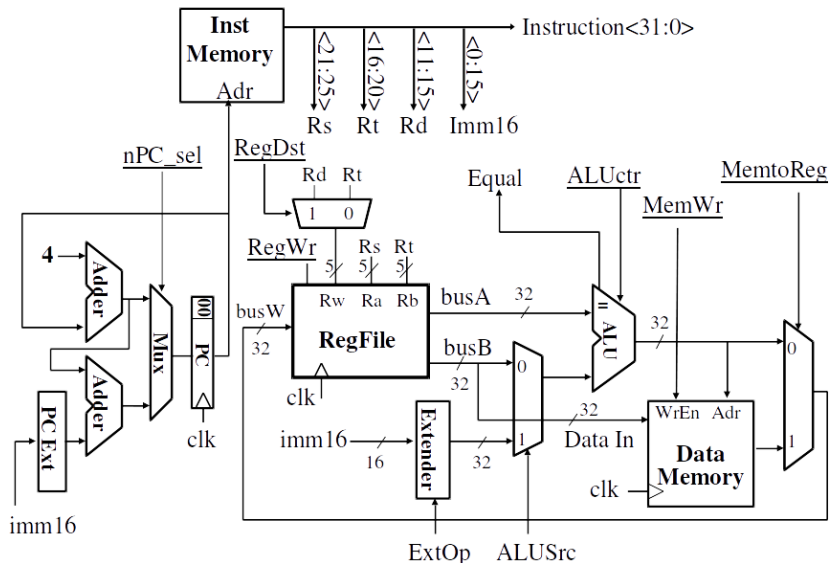 Inst
Memory
Adr
Instruction<31:0>
<21:25>
<16:20>
<11:15>
<0:15>
Rs
Rt
Rd
Imm16
nPC_sel
RegDst
Rd
Rt
1
0
Equal
ALUctr
MemtoReg
MemWr
4
Adder
RegWr
Rs
Rt
5
5
5
busW
32
Rw
Ra
Rb
RegFile
clk
busA
32
busB
32
=
ALU
32
0
1
00
PC
Mux
clk
Adder
PC Ext
imm16
imm16
16
Extender
32
ExtOp
0
1
ALUSrc
32
Data In
WrEn
Adr
Data
Memory
clk